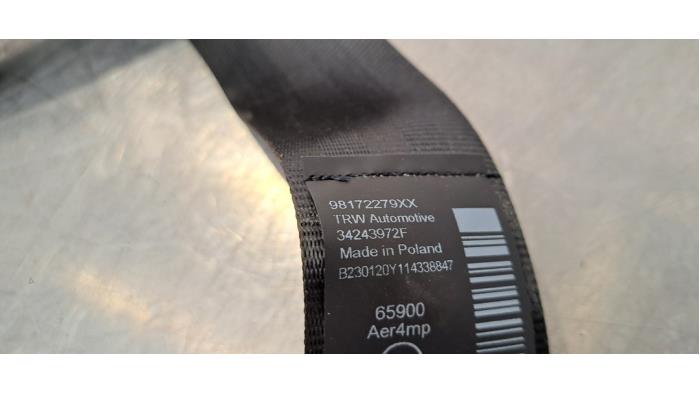 98172279XX
TRW Automotive
34243972F
Made in Poland
B230120Y114338847
65900
Aer4mp